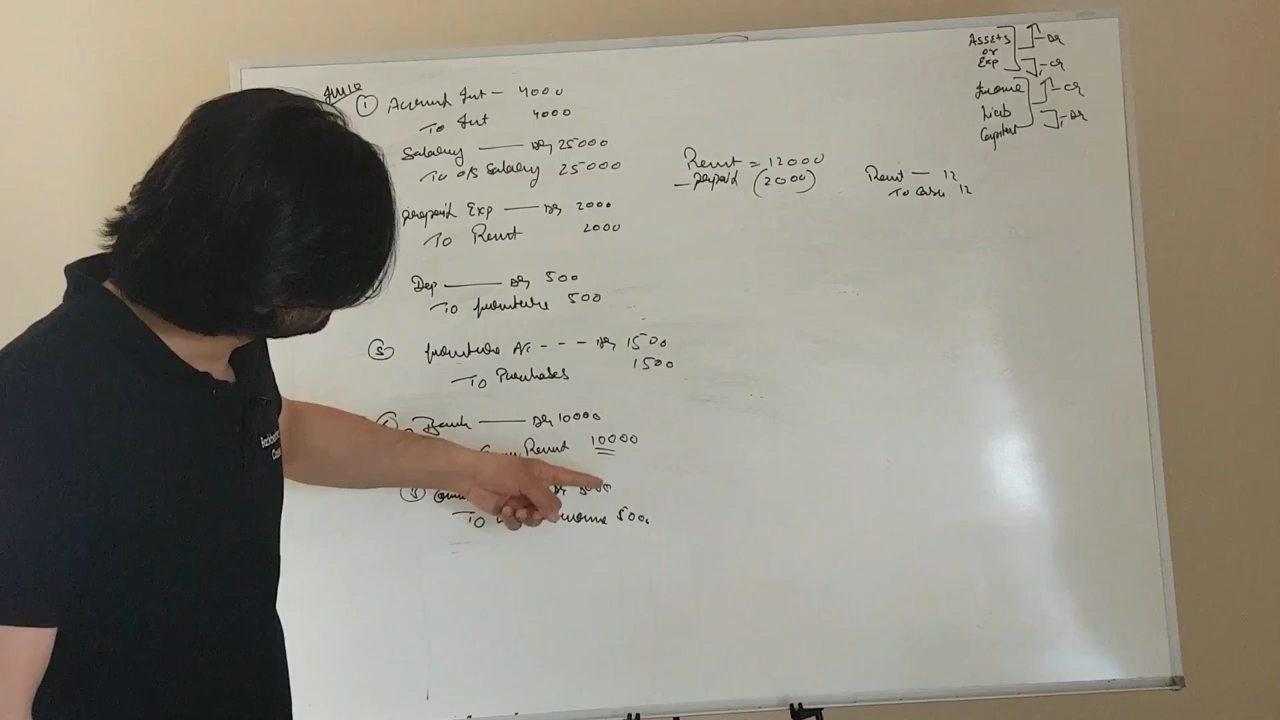 ① Accrued Int - 4000
To Int 4000
Salary —— Dr 25000
To o/s Salary 25000
prepaid Exp —— Dr 2000
To Rent 2000
Dep —— Dr 500
To furniture 500
⑤ furniture A/c - - - Dr 1500
To Purchases 1500
Bank —— Dr 10000
Rent 10000
Dr
To 500
Rent = 12000
- prepaid (2000)
Rent — 12
To Cash 12
Assets - Dr
or
Exp - Cr
Income - Cr
Liab - Dr
Capital